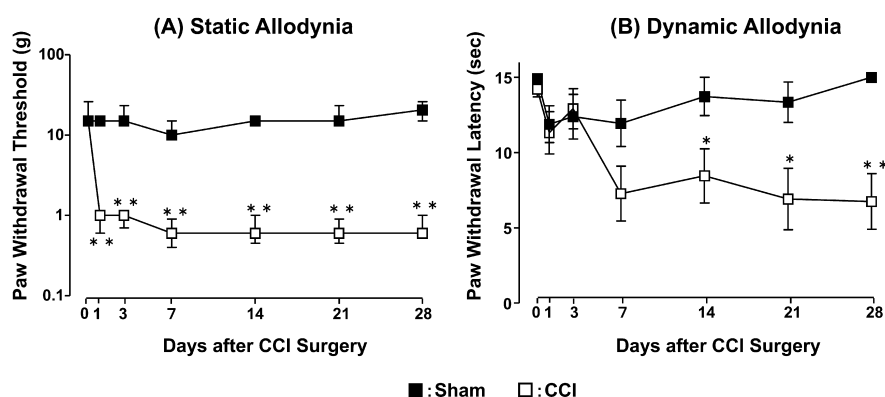 (A) Static Allodynia
Paw Withdrawal Threshold (g)
100
10
1
0.1
* *
* *
* *
* *
* *
* *
0 1 3 7 14 21 28
Days after CCI Surgery
(B) Dynamic Allodynia
Paw Withdrawal Latency (sec)
15
10
5
0
*
*
* *
0 1 3 7 14 21 28
Days after CCI Surgery
■ : Sham □ : CCI